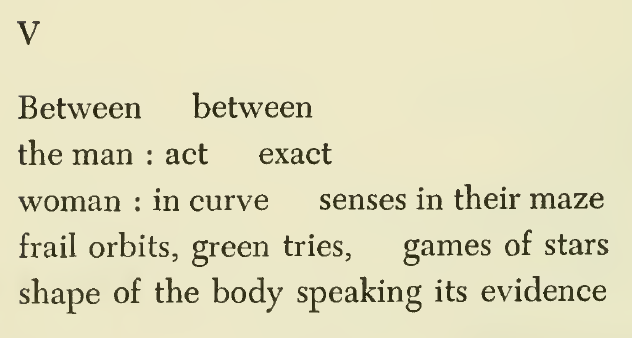 V
Between between
the man : act exact
woman : in curve senses in their maze
frail orbits, green tries, games of stars
shape of the body speaking its evidence